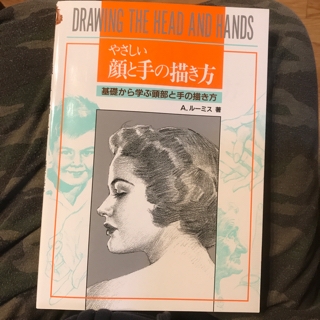 DRAWING THE HEAD AND HANDS
やさしい
顔と手の描き方
基礎から学ぶ頭部と手の描き方
A. ルーミス 著